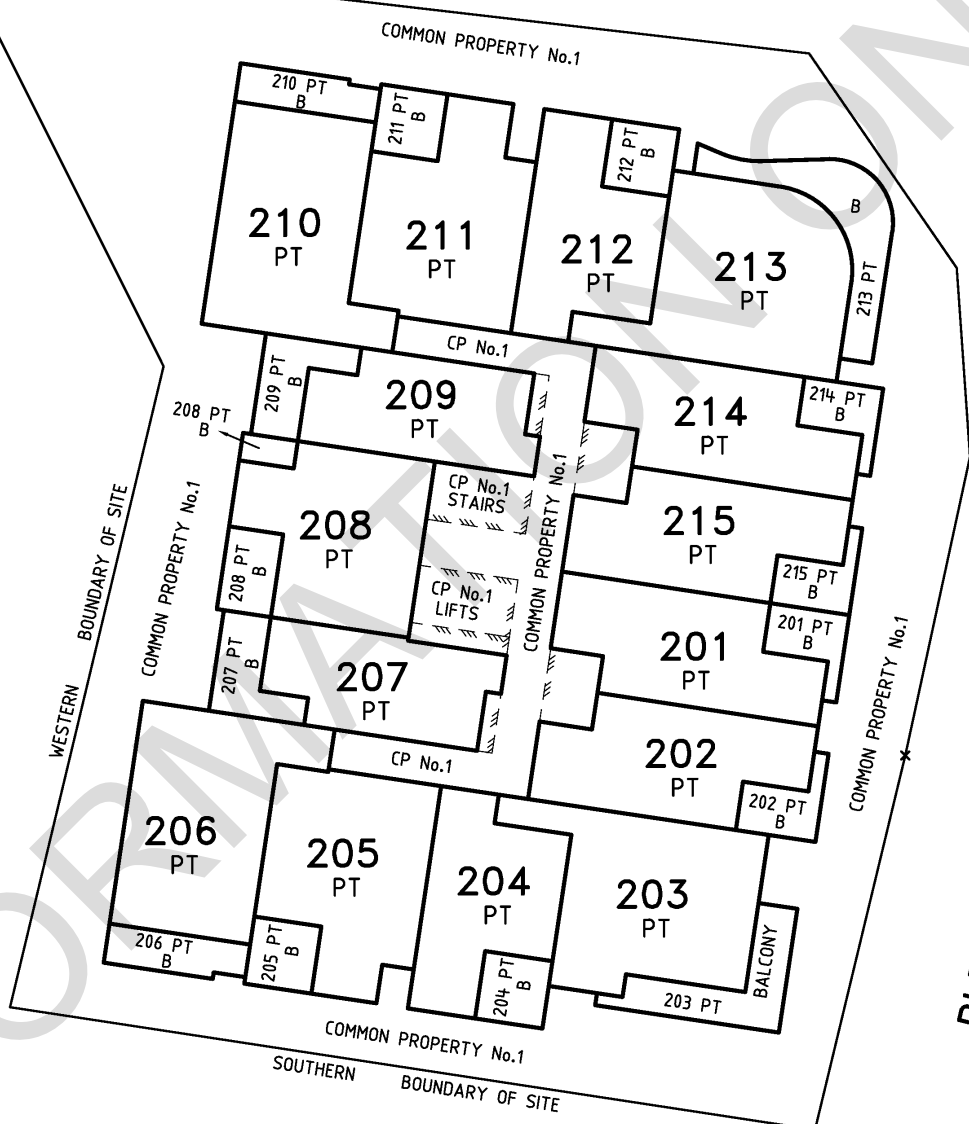 COMMON PROPERTY No.1
210 PT
B
211 PT
B
212 PT
B
B
213 PT
210
PT
211
PT
212
PT
213
PT
CP No.1
209 PT
B
209
PT
214
PT
214 PT
B
208 PT
B
CP No.1
STAIRS
208
PT
208 PT
B
CP No.1
LIFTS
COMMON PROPERTY No.1
215
PT
215 PT
B
201 PT
B
201
PT
WESTERN BOUNDARY OF SITE
COMMON PROPERTY No.1
207 PT
B
207
PT
COMMON PROPERTY No.1
202
PT
202 PT
B
CP No.1
206
PT
205
PT
204
PT
203
PT
206 PT
B
205 PT
B
204 PT
B
203 PT
BALCONY
COMMON PROPERTY No.1
SOUTHERN BOUNDARY OF SITE
ORMATION ON